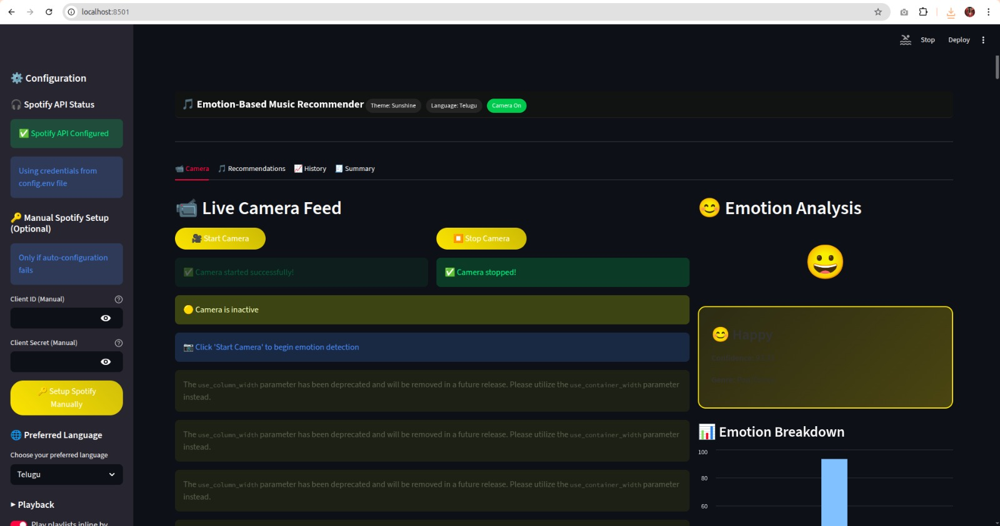 localhost:8501
Stop
Deploy
Configuration
Spotify API Status
Spotify API Configured
Using credentials from
config.env file
Manual Spotify Setup
(Optional)
Only if auto-configuration
fails
Client ID (Manual)
Client Secret (Manual)
Setup Spotify
Manually
Preferred Language
Choose your preferred language
Telugu
Playback
Play playlists inline by
Emotion-Based Music Recommender
Theme: Sunshine
Language: Telugu
Camera On
Camera
Recommendations
History
Summary
Live Camera Feed
Start Camera
Stop Camera
Camera started successfully!
Camera stopped!
Camera is inactive
Click 'Start Camera' to begin emotion detection
The use_column_width parameter has been deprecated and will be removed in a future release. Please utilize the use_container_width parameter
instead.
The use_column_width parameter has been deprecated and will be removed in a future release. Please utilize the use_container_width parameter
instead.
The use_column_width parameter has been deprecated and will be removed in a future release. Please utilize the use_container_width parameter
instead.
Emotion Analysis
Happy
Confidence:
Emotion Breakdown
100
80
60